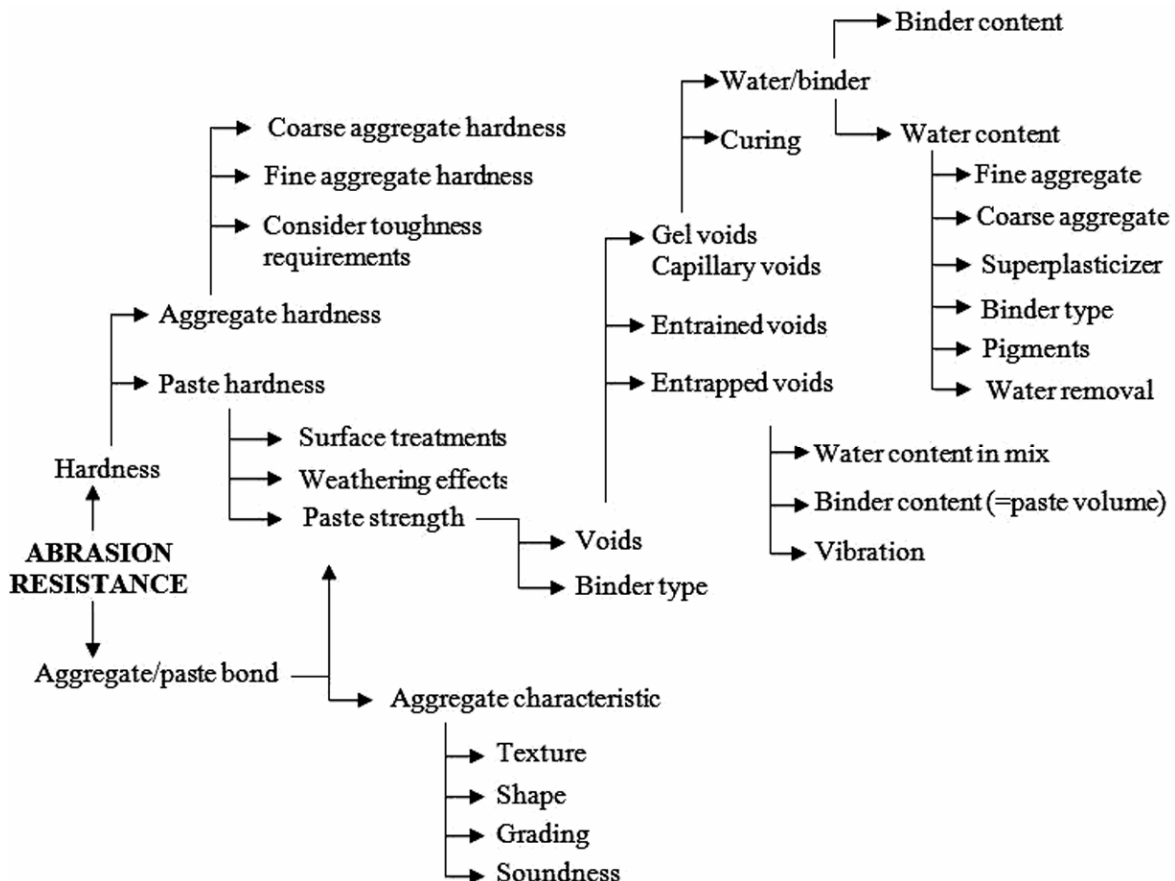 Binder content
Water/binder
Coarse aggregate hardness
Curing
Water content
Fine aggregate hardness
Fine aggregate
Consider toughness
requirements
Gel voids
Capillary voids
Coarse aggregate
Superplasticizer
Aggregate hardness
Entrained voids
Binder type
Pigments
Paste hardness
Entrapped voids
Water removal
Surface treatments
Hardness
Weathering effects
Water content in mix
Paste strength
Binder content (=paste volume)
ABRASION
RESISTANCE
Voids
Vibration
Binder type
Aggregate/paste bond
Aggregate characteristic
Texture
Shape
Grading
Soundness